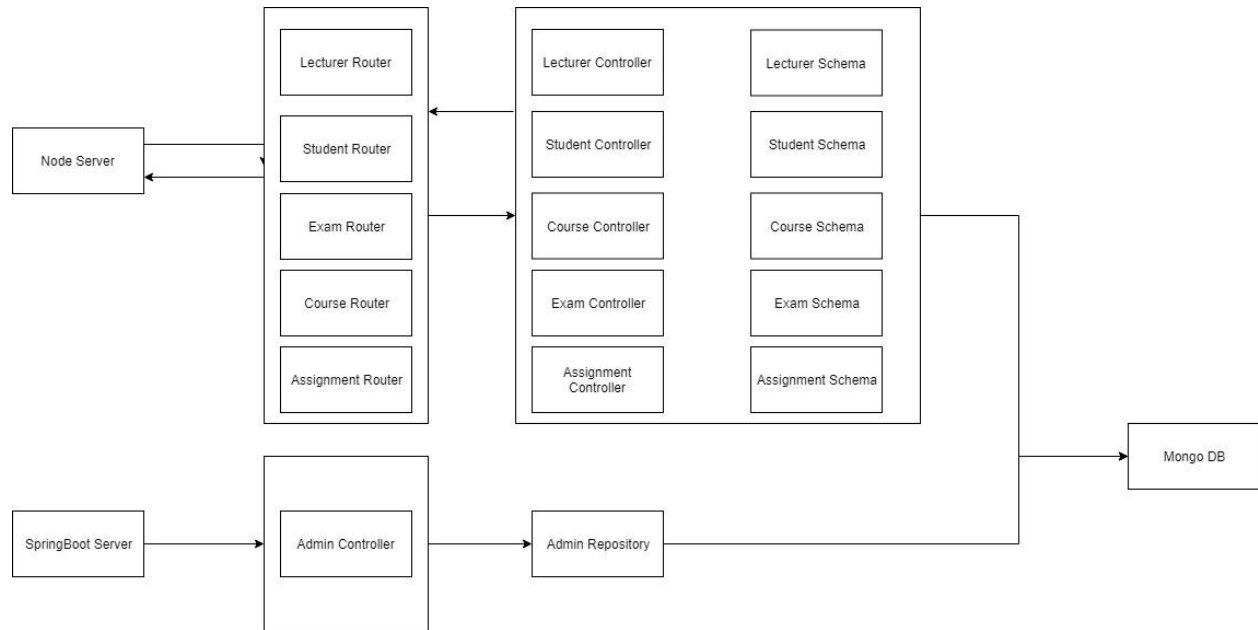 Lecturer Router
Lecturer Controller
Lecturer Schema
Node Server
Student Router
Student Controller
Student Schema
Exam Router
Course Controller
Course Schema
Course Router
Exam Controller
Exam Schema
Assignment Router
Assignment
Controller
Assignment Schema
Mongo DB
SpringBoot Server
Admin Controller
Admin Repository